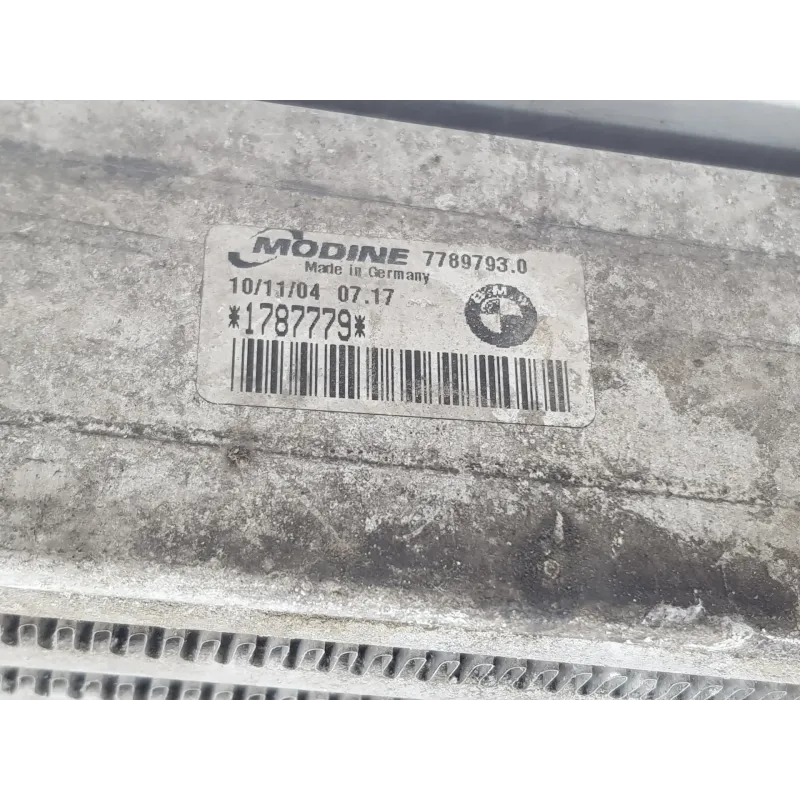 MODINE 7789793.0
Made in Germany
10/11/04 07.17
BMW
*1787779*